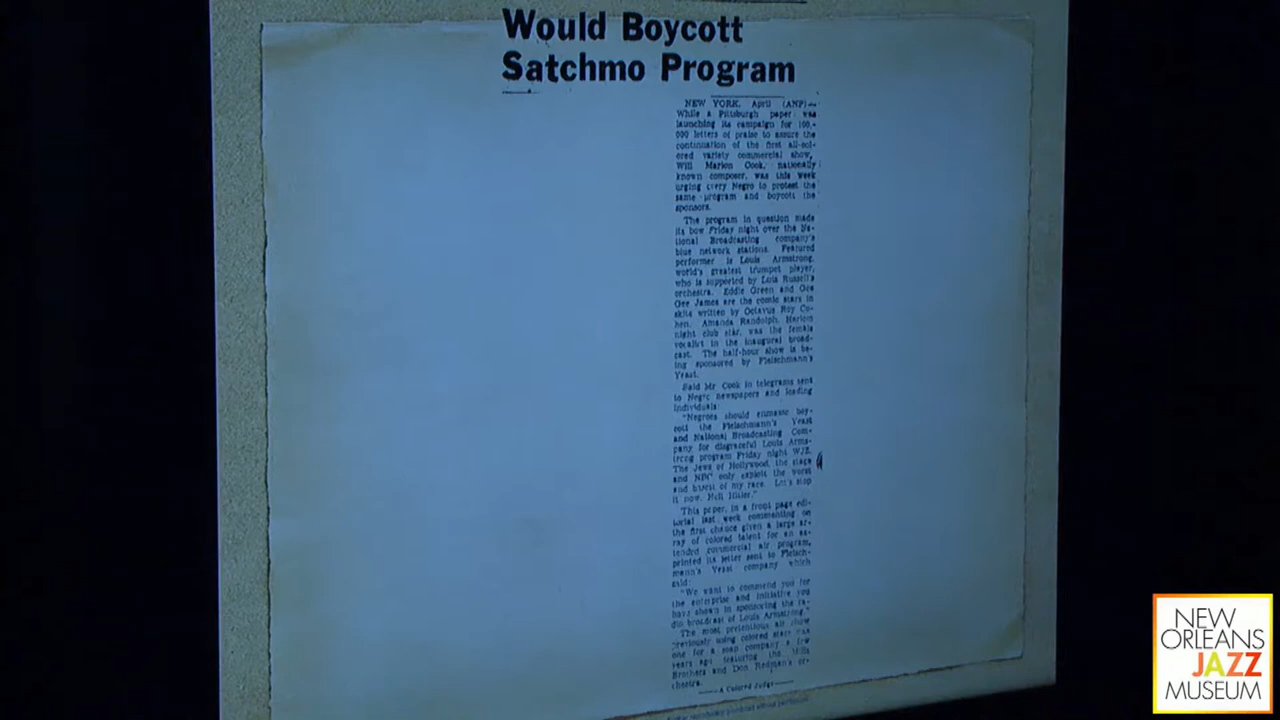 Would Boycott
Satchmo Program
NEW YORK, April (ANP)—
While a Pittsburgh paper was
launching its campaign for 100,-
000 letters of praise to assure the
continuation of the first all-col-
ored variety commercial show,
Will Marion Cook, nationally
known composer, was this week
urging every Negro to protest the
same program and boycott the
sponsors.
The program in question made
its bow Friday night over the Na-
tional Broadcasting company's
blue network stations. Featured
performer is Louis Armstrong,
world's greatest trumpet player,
who is supported by Luis Russell's
orchestra. Eddie Green and Gee
Gee James are the comic stars in
skits written by Octavus Roy Co-
hen. Amanda Randolph, Harlem
night club star, was the female
vocalist in the inaugural broad-
cast. The half-hour show is be-
ing sponsored by Fleischmann's
Yeast.
Said Mr Cook in telegrams sent
to Negro newspapers and leading
individuals:
"Negroes should enmasse boy-
cott the Fleischmann's Yeast
and National Broadcasting Com-
pany for disgraceful Louis Arms-
trong program Friday night WJZ.
The Jews of Hollywood, the stage
and NBC only exploit the worst
and basest of my race. Let's stop
it now. Heil Hitler."
This paper, in a front page edi-
torial last week commenting on
the first chance given a large ar-
ray of colored talent for an ex-
tended commercial air program,
printed its letter sent to Fleisch-
mann's Yeast company which
said:
"We want to commend you for
the enterprise and initiative you
have shown in sponsoring the ra-
dio broadcast of Louis Armstrong."
The most pretentious air show
previously using colored stars was
one for a soap company a few
years ago featuring the Mills
Brothers and Don Redman's or-
chestra.
A Colored Judge
NEW
ORLEANS
JAZZ
MUSEUM